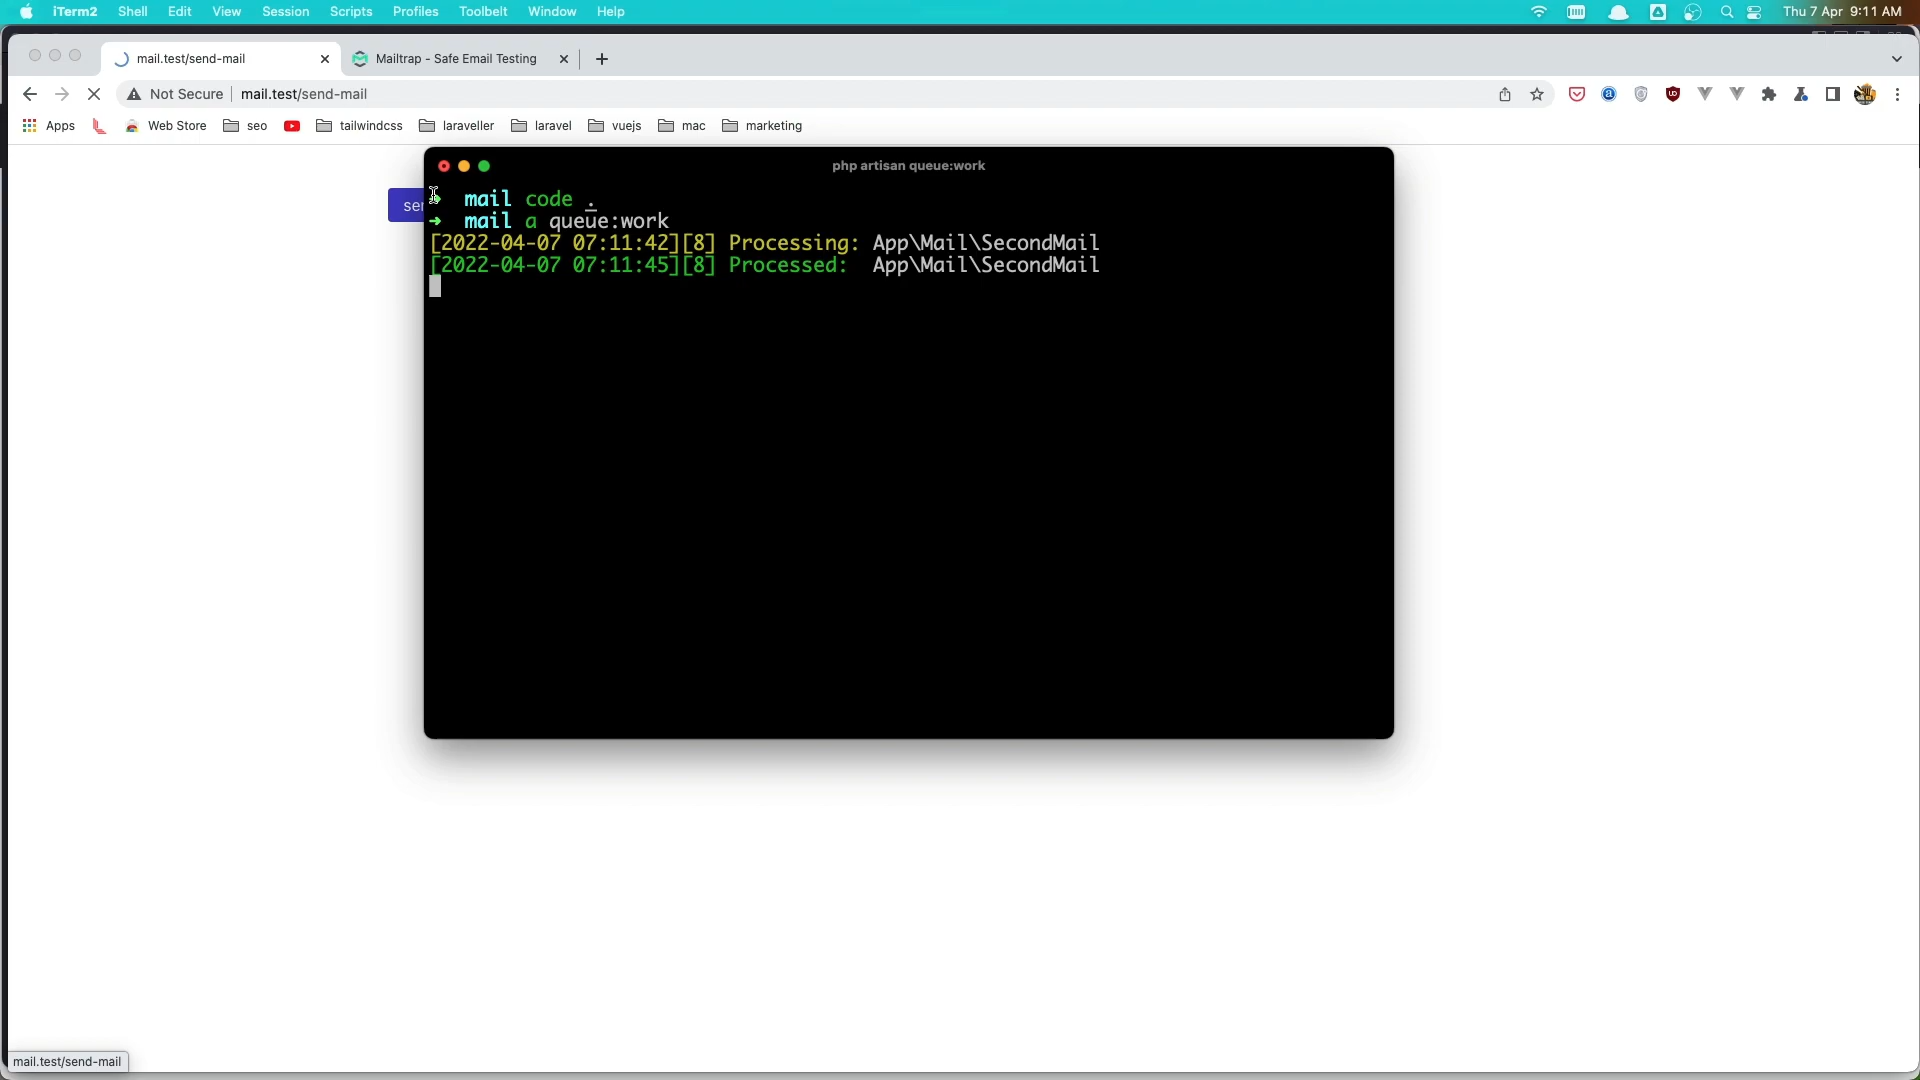 iTerm2 Shell Edit View Session Scripts Profiles Toolbelt Window Help Thu 7 Apr 9:11 AM
mail.test/send-mail Mailtrap - Safe Email Testing
Not Secure mail.test/send-mail
Apps Web Store seo tailwindcss laraveller laravel vuejs mac marketing
php artisan queue:work
➜ mail code .
➜ mail a queue:work
[2022-04-07 07:11:42][8] Processing: App\Mail\SecondMail
[2022-04-07 07:11:45][8] Processed: App\Mail\SecondMail
mail.test/send-mail